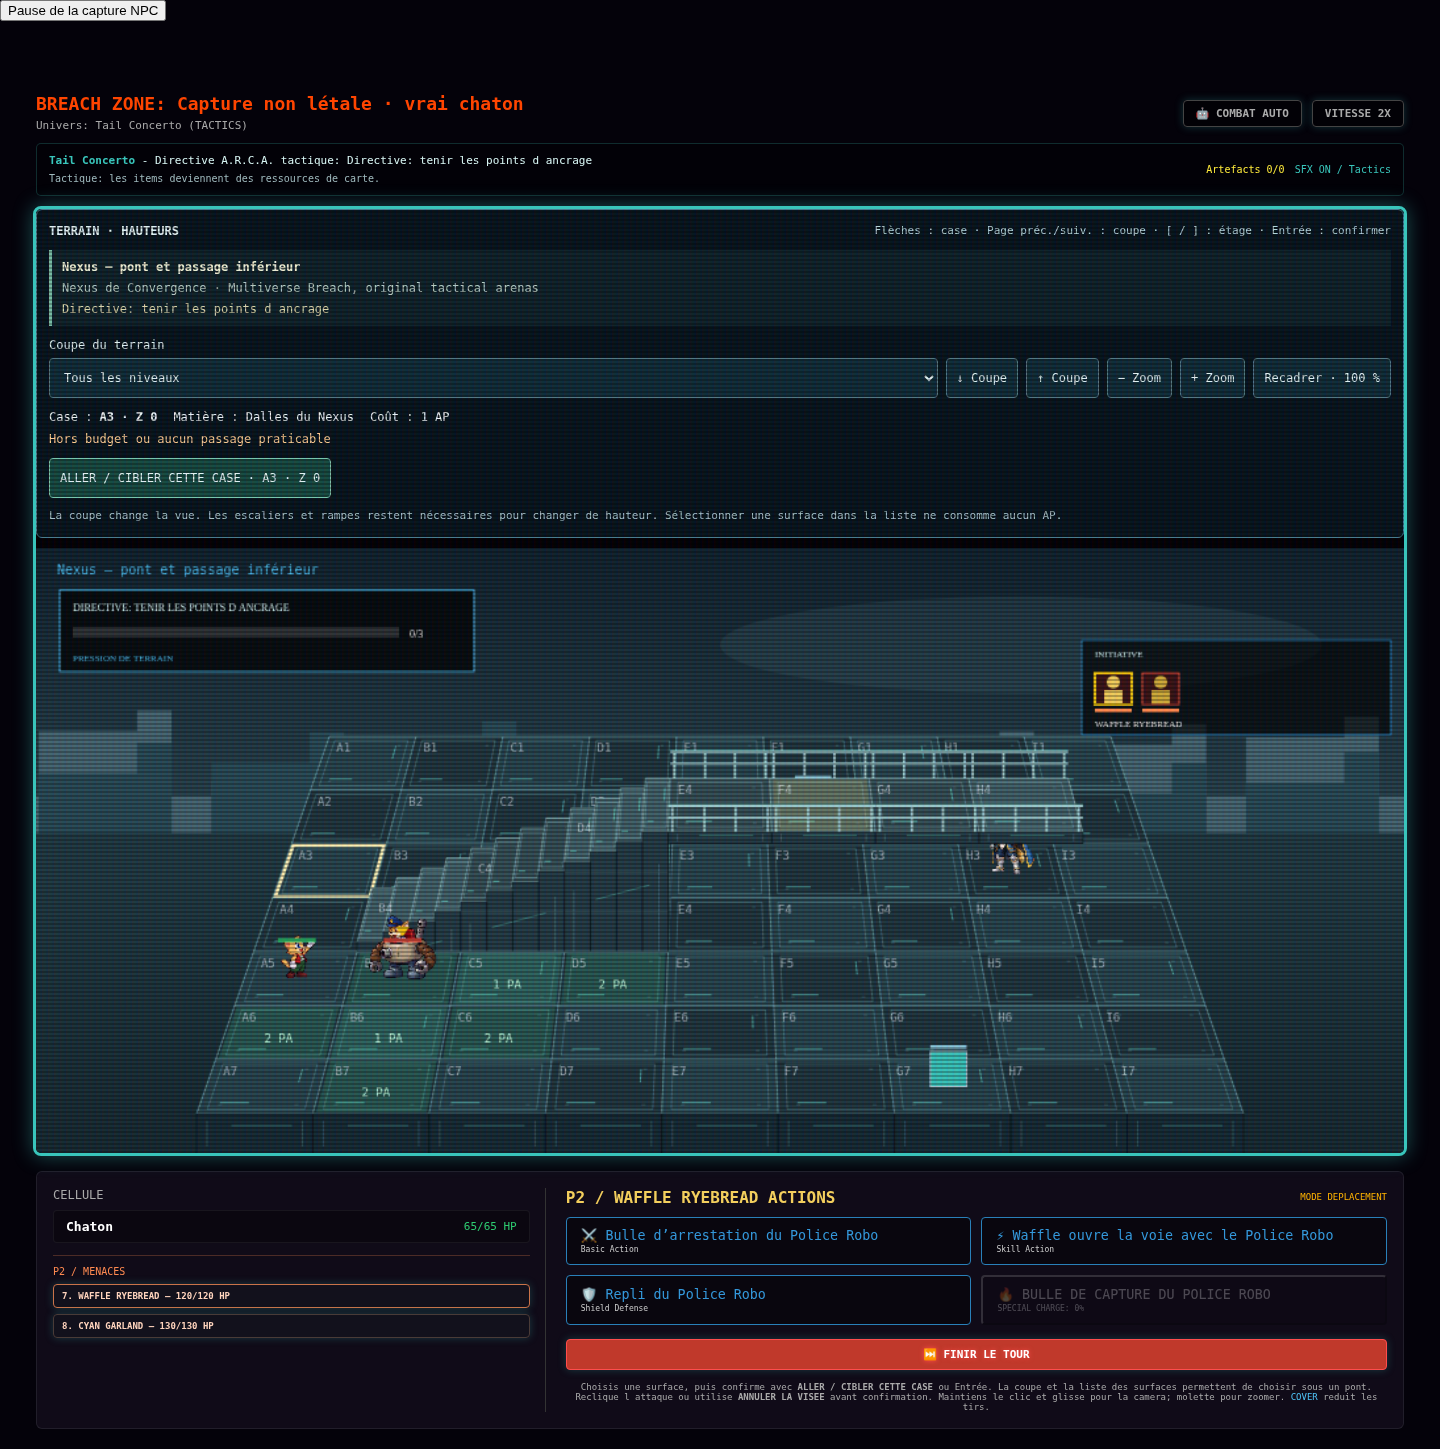 Pause de la capture NPC
BREACH ZONE: Capture non létale · vrai chaton
Univers: Tail Concerto (TACTICS)
🤖 COMBAT AUTO
VITESSE 2X
Tail Concerto - Directive A.R.C.A. tactique: Directive: tenir les points d ancrage
Tactique: les items deviennent des ressources de carte.
Artefacts 0/0 SFX ON / Tactics
TERRAIN · HAUTEURS
Flèches : case · Page préc./suiv. : coupe · [ / ] : étage · Entrée : confirmer
Nexus — pont et passage inférieur
Nexus de Convergence · Multiverse Breach, original tactical arenas
Directive: tenir les points d ancrage
Coupe du terrain
Tous les niveaux
↓ Coupe
↑ Coupe
− Zoom
+ Zoom
Recadrer · 100 %
Case : A3 · Z 0 Matière : Dalles du Nexus Coût : 1 AP
Hors budget ou aucun passage praticable
ALLER / CIBLER CETTE CASE · A3 · Z 0
La coupe change la vue. Les escaliers et rampes restent nécessaires pour changer de hauteur. Sélectionner une surface dans la liste ne consomme aucun AP.
Nexus — pont et passage inférieur
DIRECTIVE: TENIR LES POINTS D ANCRAGE
0/3
PRESSION DE TERRAIN
INITIATIVE
WAFFLE RYEBREAD
A1 B1 C1 D1 E1 F1 G1 H1 I1
E4 F4 G4 H4
A2 B2 C2
D4
A3 B3 C4 E3 F3 G3 H3 I3
A4 B4 E4 F4 G4 H4 I4
A5 C5 D5 E5 F5 G5 H5 I5
1 PA 2 PA
A6 B6 C6 D6 E6 F6 G6 H6 I6
2 PA 1 PA 2 PA
A7 B7 C7 D7 E7 F7 G7 H7 I7
2 PA
CELLULE
Chaton 65/65 HP
P2 / MENACES
7. WAFFLE RYEBREAD — 120/120 HP
8. CYAN GARLAND — 130/130 HP
P2 / WAFFLE RYEBREAD ACTIONS
MODE DEPLACEMENT
⚔️ Bulle d’arrestation du Police Robo
Basic Action
⚡ Waffle ouvre la voie avec le Police Robo
Skill Action
🛡️ Repli du Police Robo
Shield Defense
🔥 BULLE DE CAPTURE DU POLICE ROBO
SPECIAL CHARGE: 0%
⏩ FINIR LE TOUR
Choisis une surface, puis confirme avec ALLER / CIBLER CETTE CASE ou Entrée. La coupe et la liste des surfaces permettent de choisir sous un pont.
Reclique l attaque ou utilise ANNULER LA VISEE avant confirmation. Maintiens le clic et glisse pour la camera; molette pour zoomer. COVER reduit les
tirs.